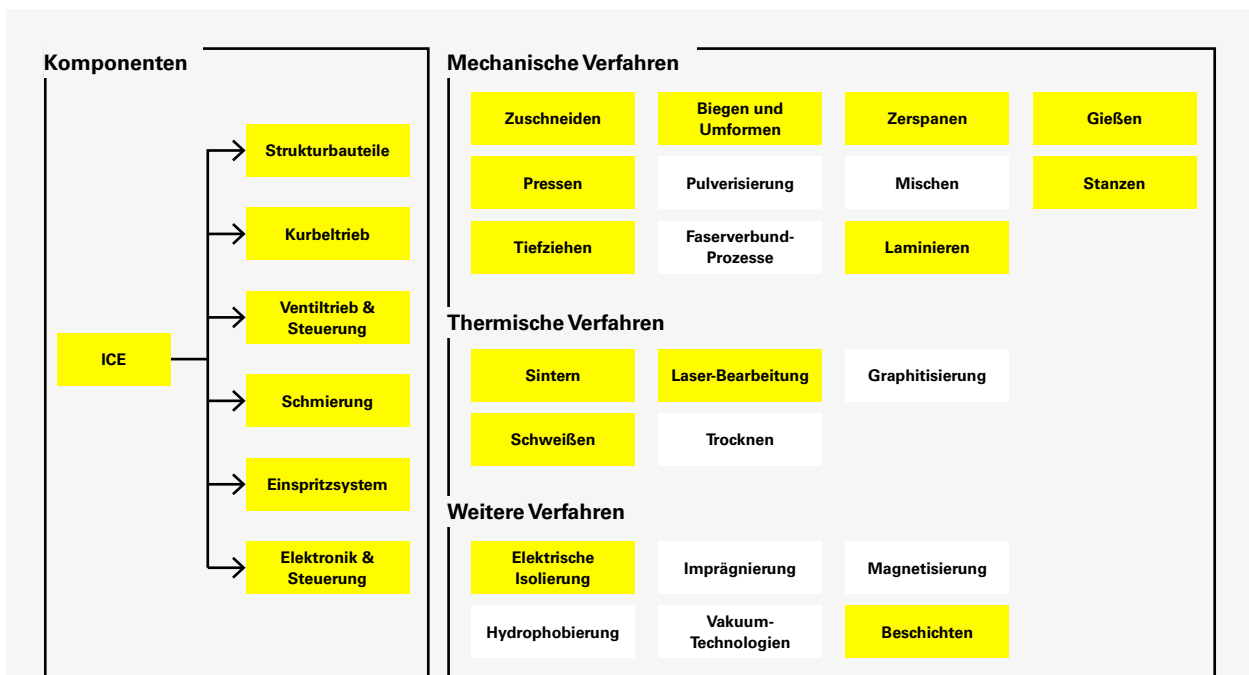 Komponenten
ICE
Strukturbauteile
Kurbeltrieb
Ventiltrieb &
Steuerung
Schmierung
Einspritzsystem
Elektronik &
Steuerung
Mechanische Verfahren
Zuschneiden
Biegen und
Umformen
Zerspanen
Gießen
Pressen
Pulverisierung
Mischen
Stanzen
Tiefziehen
Faserverbund-
Prozesse
Laminieren
Thermische Verfahren
Sintern
Laser-Bearbeitung
Graphitisierung
Schweißen
Trocknen
Weitere Verfahren
Elektrische
Isolierung
Imprägnierung
Magnetisierung
Hydrophobierung
Vakuum-
Technologien
Beschichten